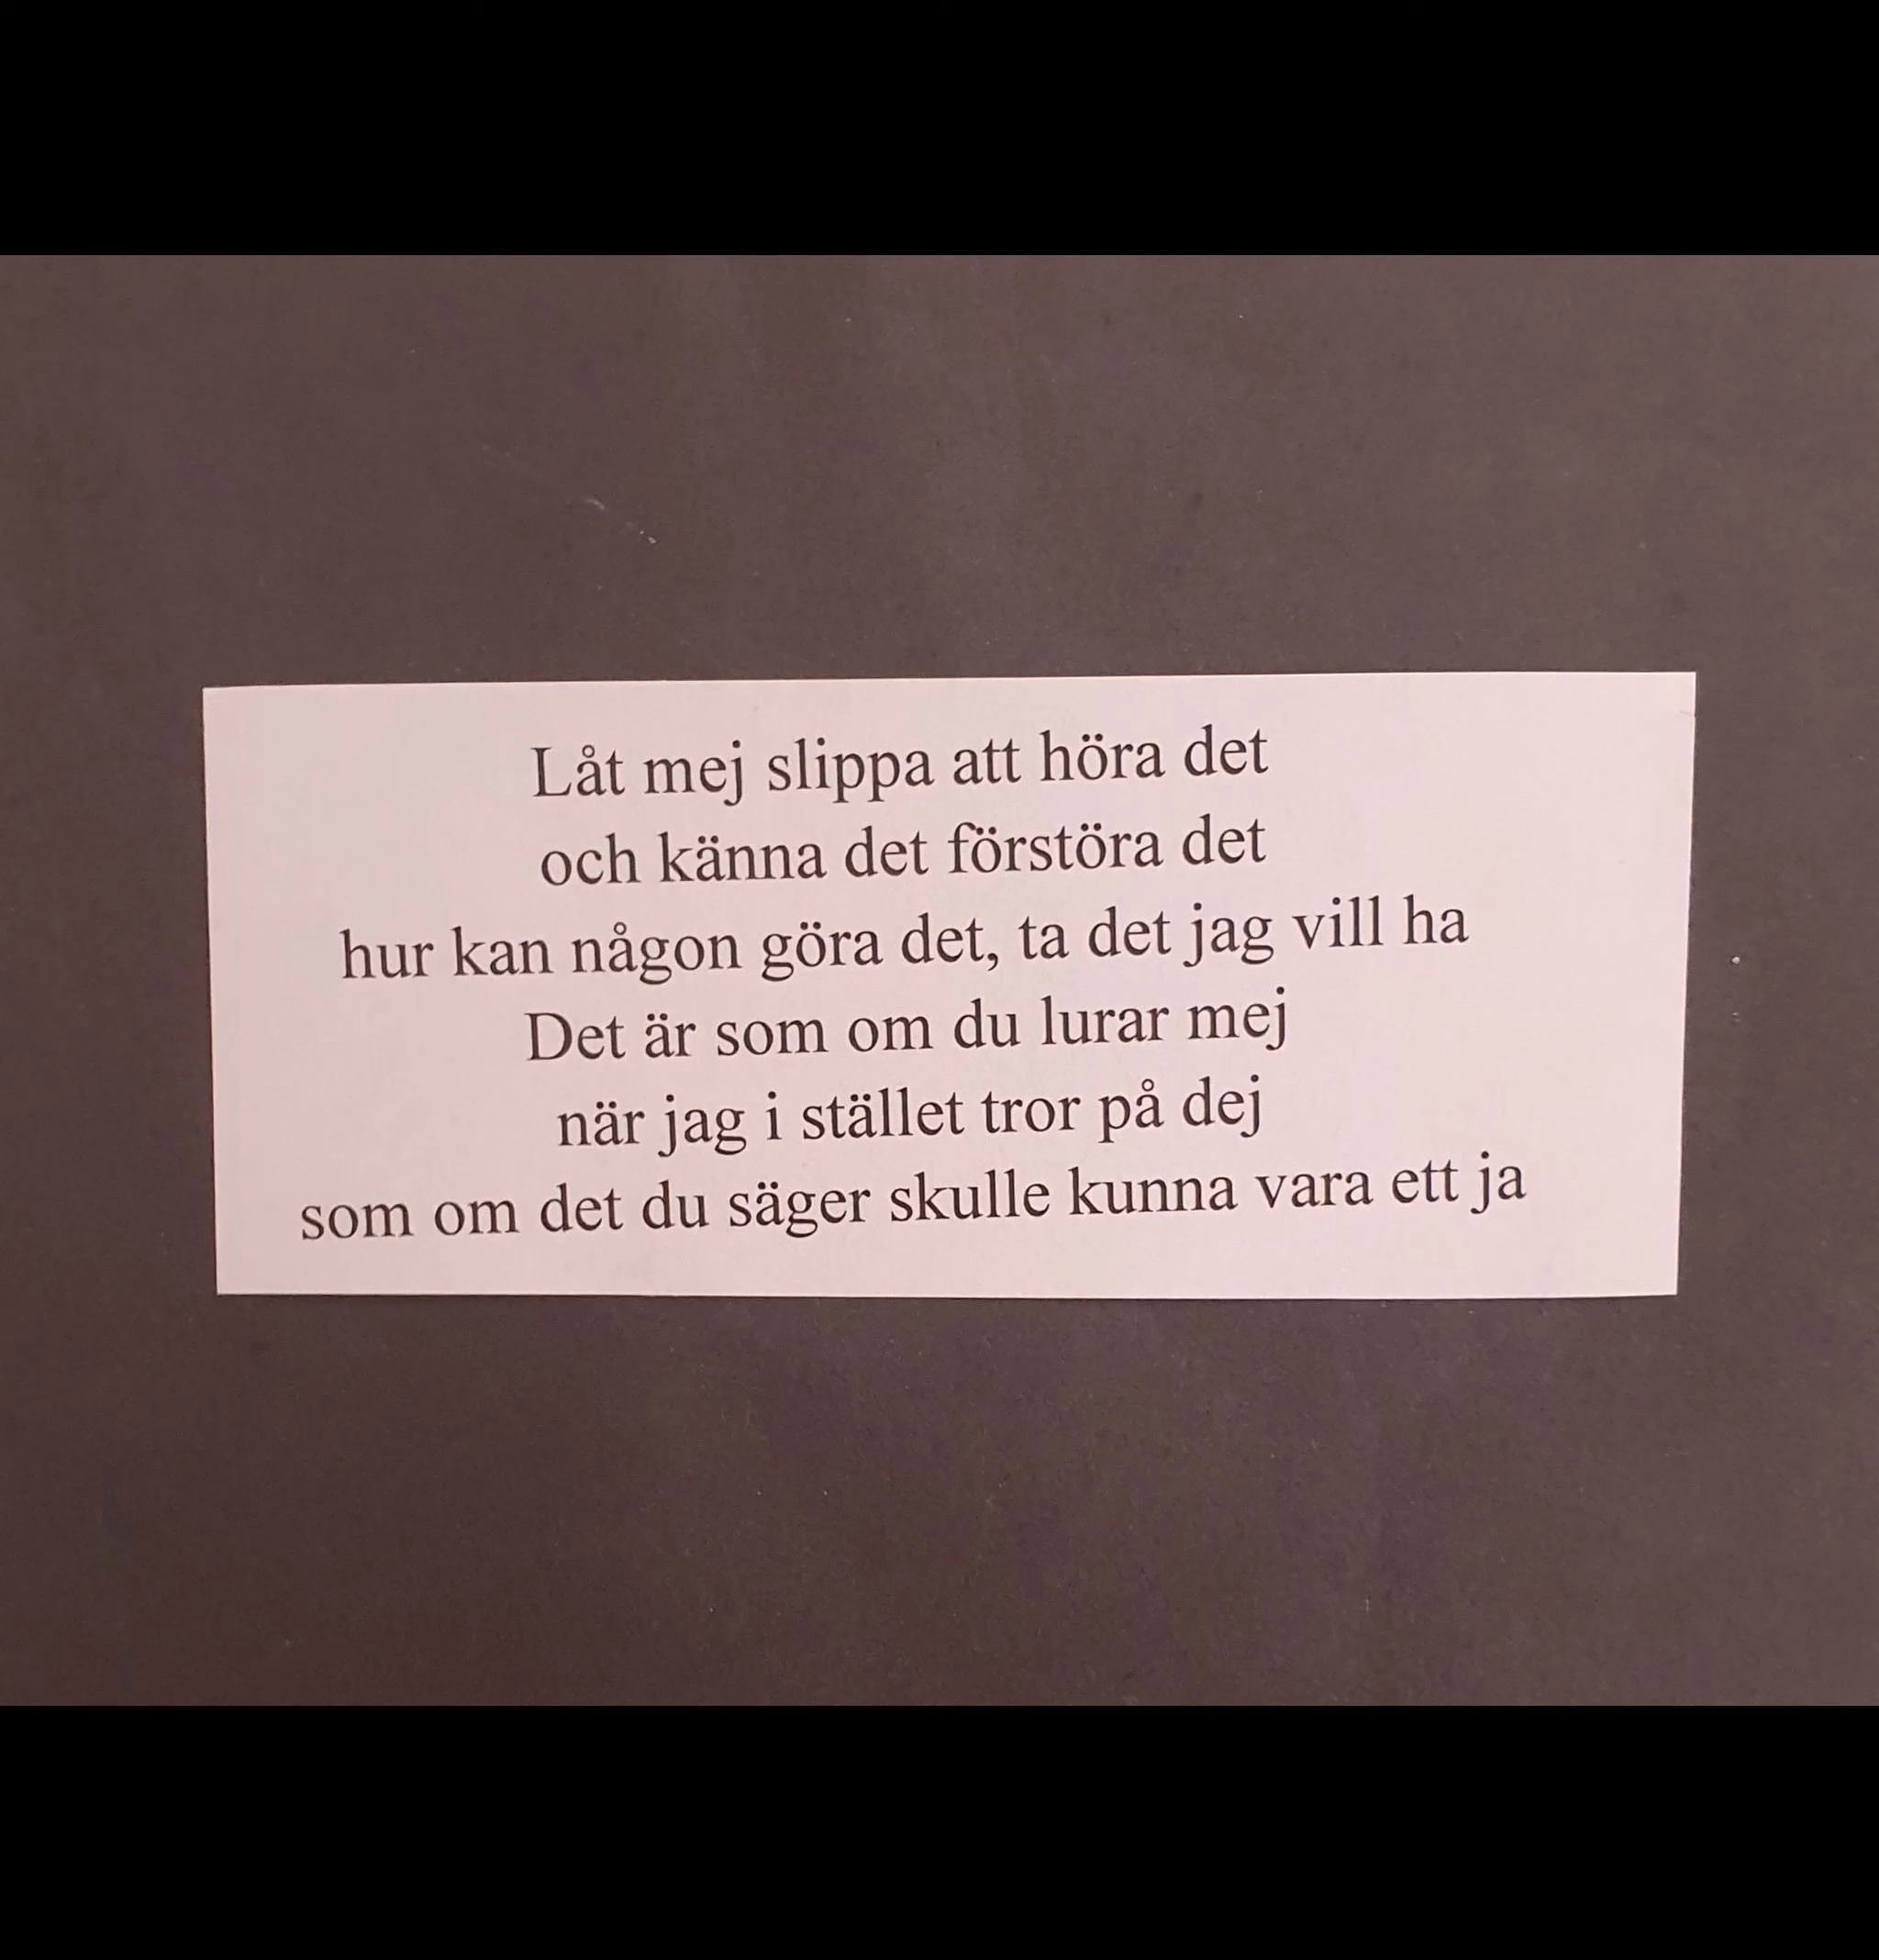 Låt mej slippa att höra det
och känna det förstöra det
hur kan någon göra det, ta det jag vill ha
Det är som om du lurar mej
när jag i stället tror på dej
som om det du säger skulle kunna vara ett ja